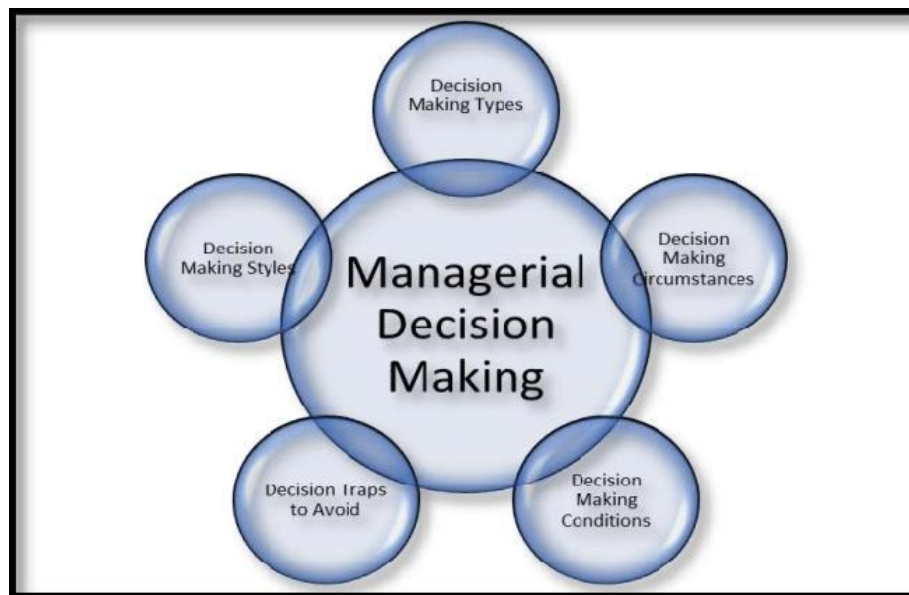 Decision
Making Types
Decision
Making Styles
Managerial
Decision
Making
Decision
Making
Circumstances
Decision Traps
to Avoid
Decision
Making
Conditions